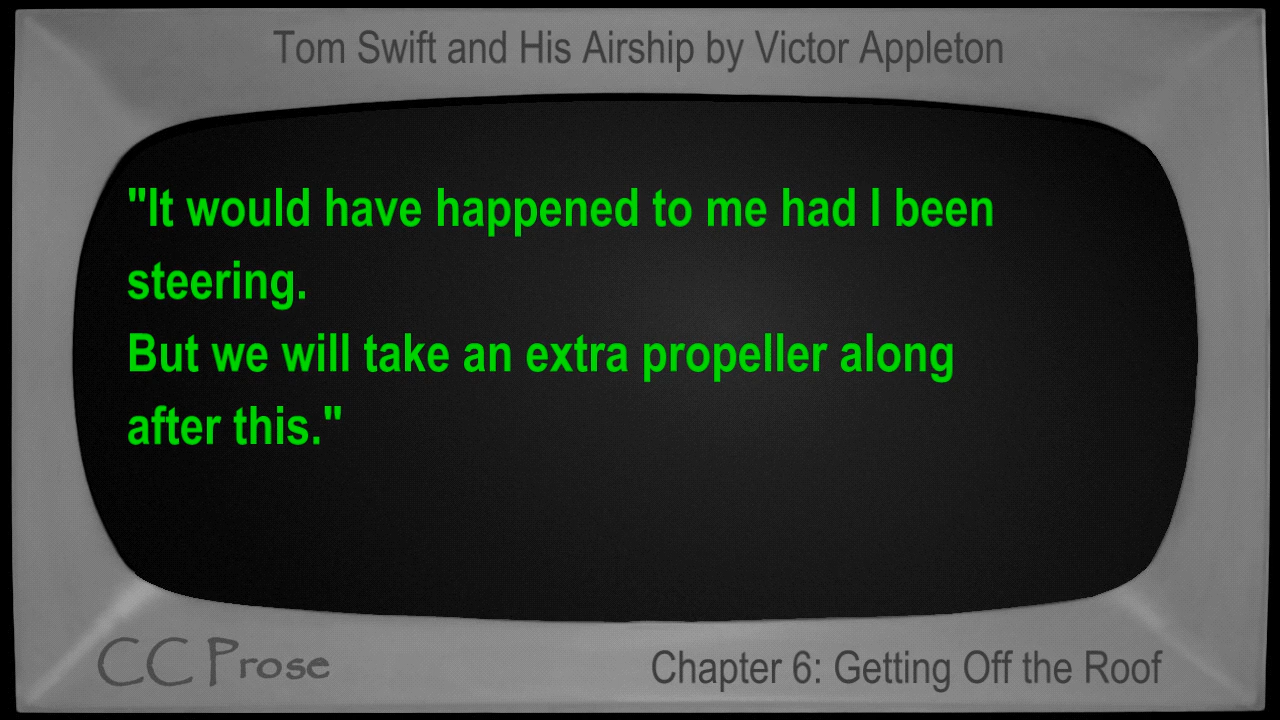 Tom Swift and His Airship by Victor Appleton
"It would have happened to me had I been
steering.
But we will take an extra propeller along
after this."
CC Prose
Chapter 6: Getting Off the Roof